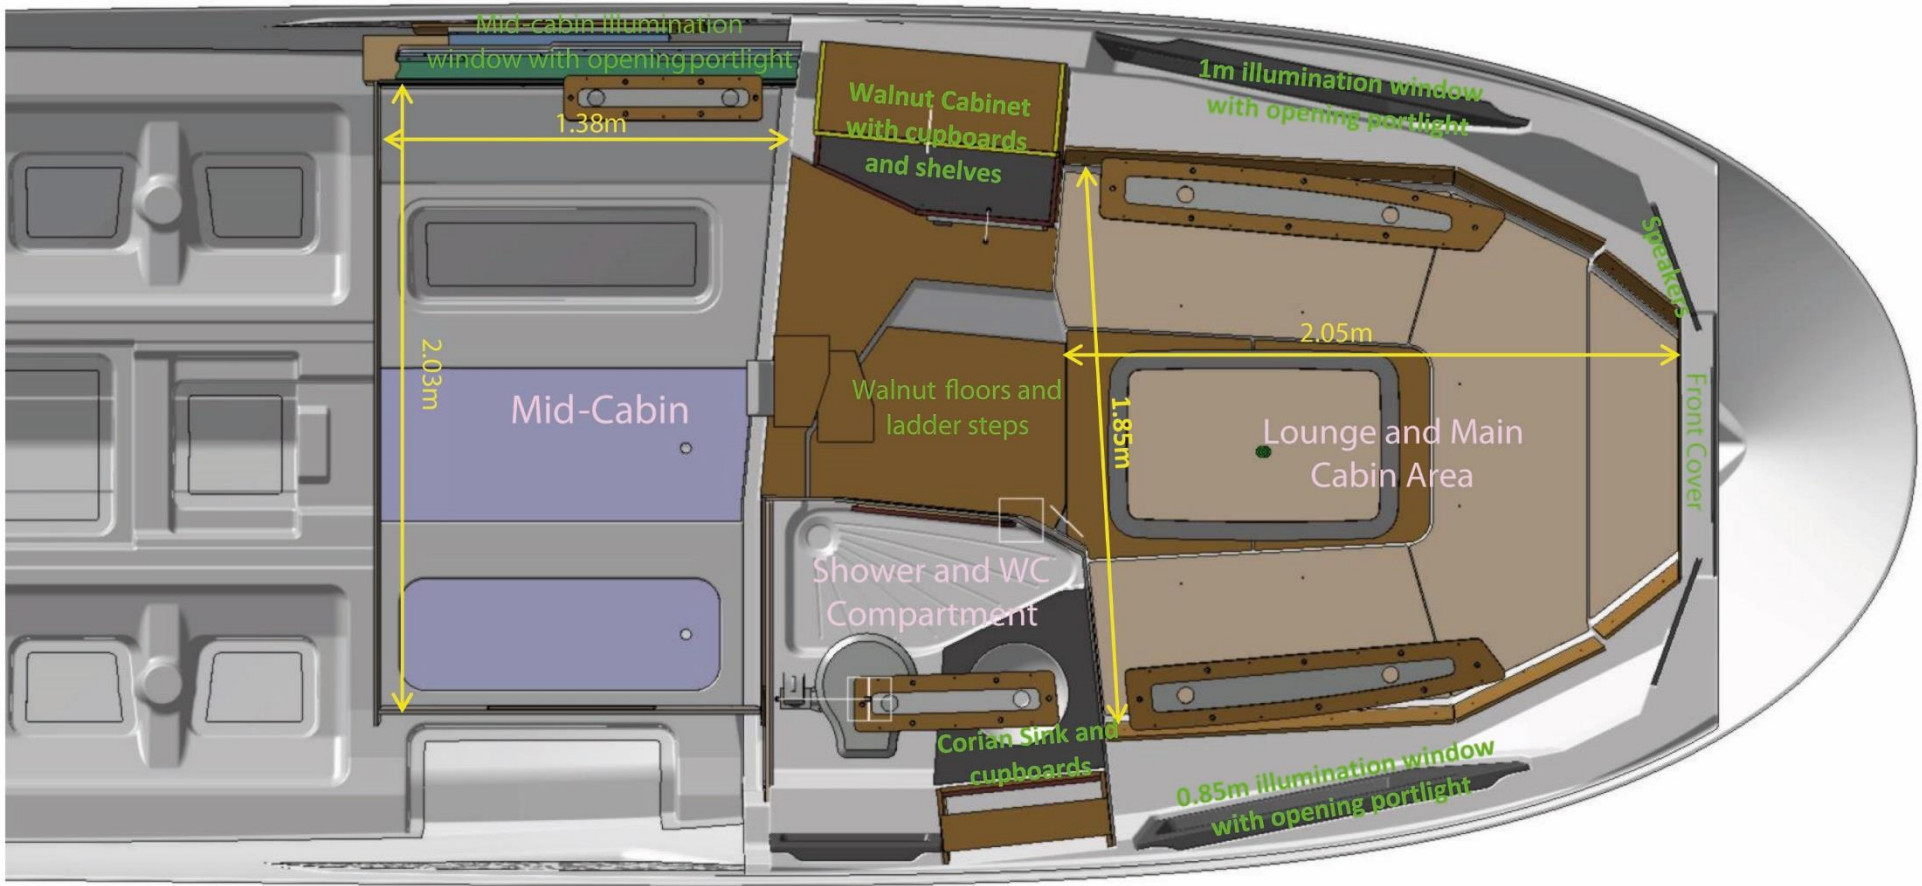 Mid-cabin illumination
window with opening portlight
1m illumination window
with opening portlight
Walnut Cabinet
with cupboards
and shelves
1.38m
Speakers
2.03m
Mid-Cabin
Walnut floors and
ladder steps
2.05m
1.85m
Lounge and Main
Cabin Area
Front Cover
Shower and WC
Compartment
Corian Sink and
cupboards
0.85m illumination window
with opening portlight